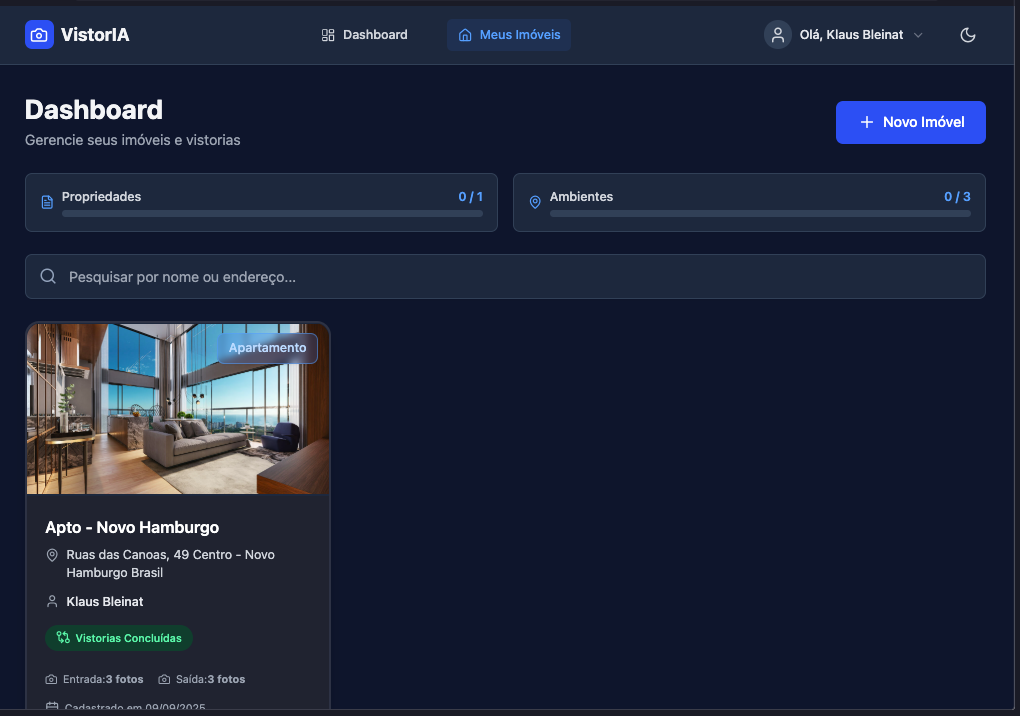 VistorIA
Dashboard
Meus Imóveis
Olá, Klaus Bleinat
Dashboard
Gerencie seus imóveis e vistorias
Novo Imóvel
Propriedades
0 / 1
Ambientes
0 / 3
Pesquisar por nome ou endereço...
Apartamento
Apto - Novo Hamburgo
Ruas das Canoas, 49 Centro - Novo
Hamburgo Brasil
Klaus Bleinat
Vistorias Concluídas
Entrada:3 fotos
Saída:3 fotos
Cadastrado em 09/09/2025